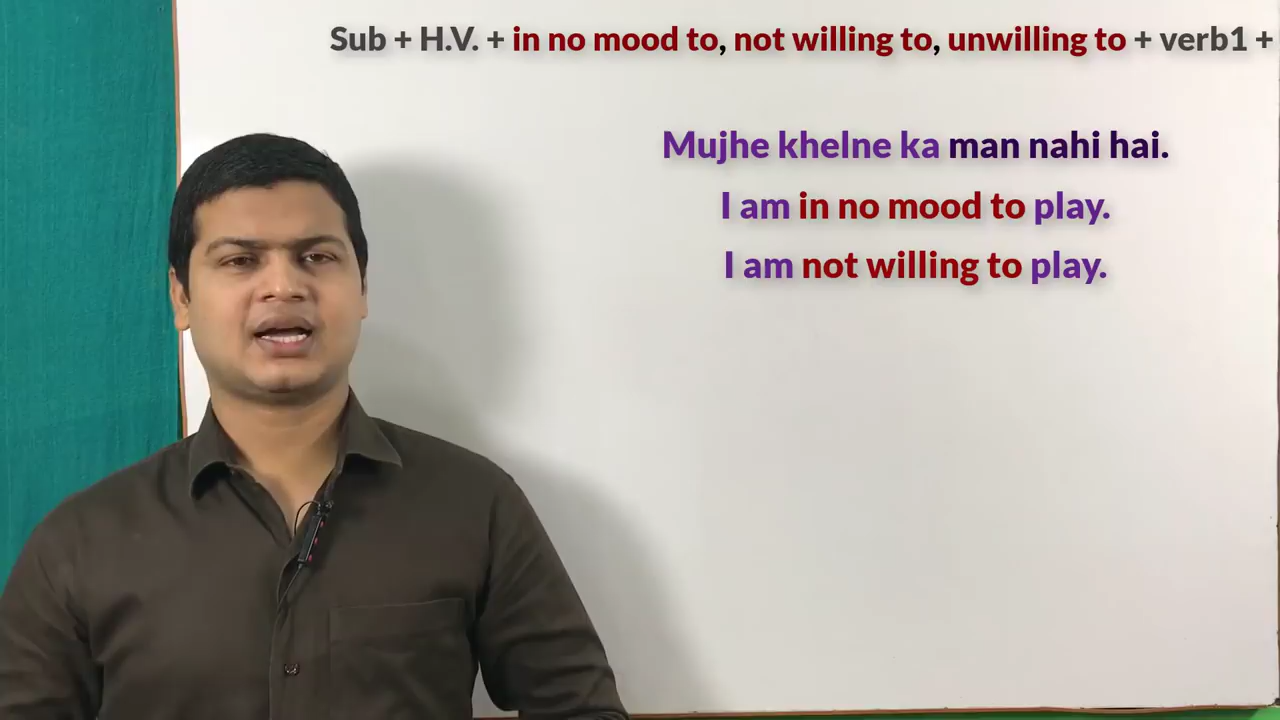 Sub + H.V. + in no mood to, not willing to, unwilling to + verb1 +
Mujhe khelne ka man nahi hai.
I am in no mood to play.
I am not willing to play.